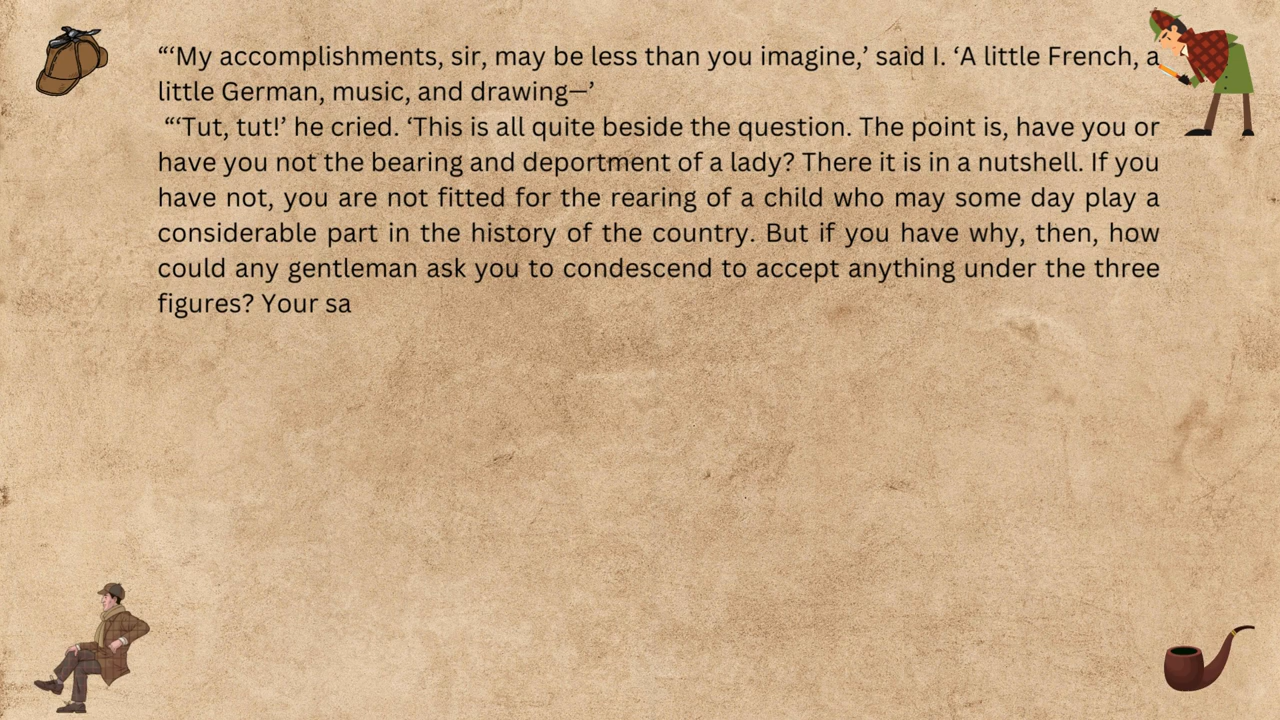 “‘My accomplishments, sir, may be less than you imagine,’ said I. ‘A little French, a
little German, music, and drawing—’
“‘Tut, tut!’ he cried. ‘This is all quite beside the question. The point is, have you or
have you not the bearing and deportment of a lady? There it is in a nutshell. If you
have not, you are not fitted for the rearing of a child who may some day play a
considerable part in the history of the country. But if you have why, then, how
could any gentleman ask you to condescend to accept anything under the three
figures? Your sa